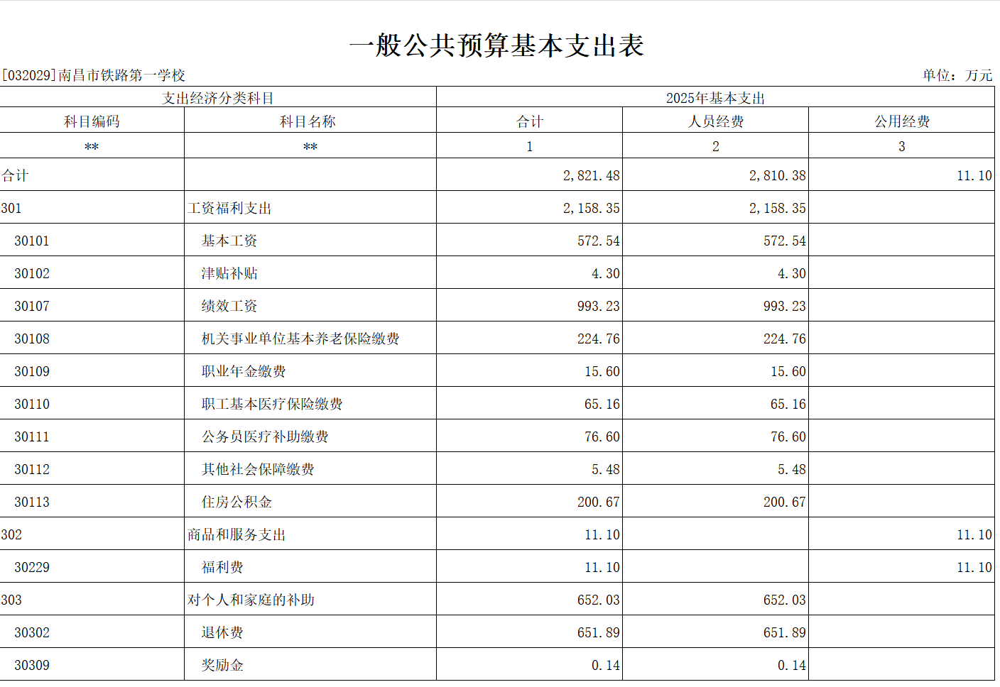 一般公共预算基本支出表
[032029]南昌市铁路第一学校 单位：万元
支出经济分类科目 2025年基本支出
科目编码 科目名称 合计 人员经费 公用经费
** ** 1 2 3
合计 2,821.48 2,810.38 11.10
301 工资福利支出 2,158.35 2,158.35
30101 基本工资 572.54 572.54
30102 津贴补贴 4.30 4.30
30107 绩效工资 993.23 993.23
30108 机关事业单位基本养老保险缴费 224.76 224.76
30109 职业年金缴费 15.60 15.60
30110 职工基本医疗保险缴费 65.16 65.16
30111 公务员医疗补助缴费 76.60 76.60
30112 其他社会保障缴费 5.48 5.48
30113 住房公积金 200.67 200.67
302 商品和服务支出 11.10 11.10
30229 福利费 11.10 11.10
303 对个人和家庭的补助 652.03 652.03
30302 退休费 651.89 651.89
30309 奖励金 0.14 0.14